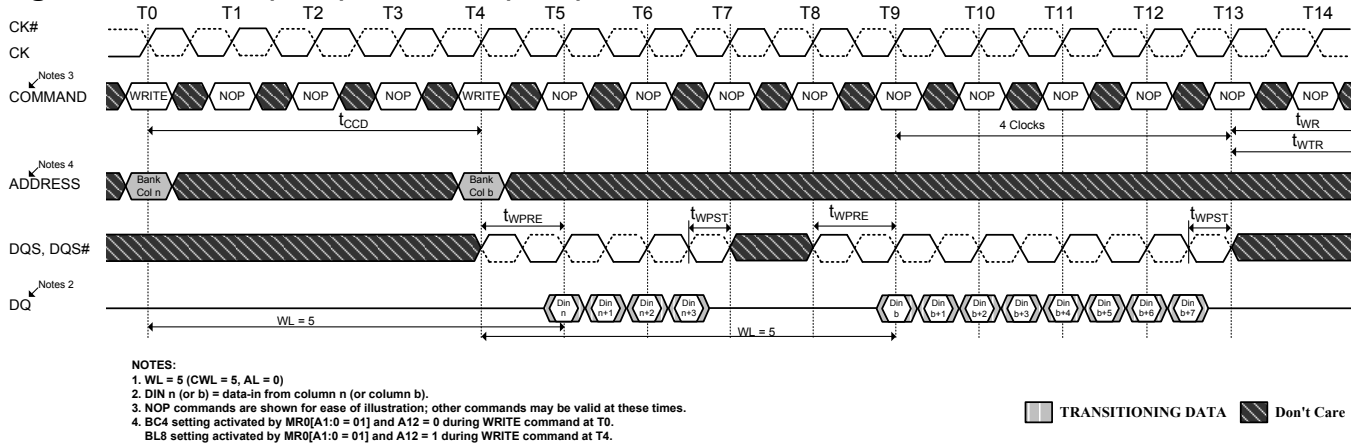 T0 T1 T2 T3 T4 T5 T6 T7 T8 T9 T10 T11 T12 T13 T14
CK#
CK
Notes 3
COMMAND
WRITE NOP NOP NOP WRITE NOP NOP NOP NOP NOP NOP NOP NOP NOP NOP
tCCD
4 Clocks
tWR
tWTR
Notes 4
ADDRESS
Bank Col n
Bank Col b
tWPRE tWPST tWPRE tWPST
DQS, DQS#
Notes 2
DQ
Din n Din n+1 Din n+2 Din n+3 Din b Din b+1 Din b+2 Din b+3 Din b+4 Din b+5 Din b+6 Din b+7
WL = 5
WL = 5
NOTES:
1. WL = 5 (CWL = 5, AL = 0)
2. DIN n (or b) = data-in from column n (or column b).
3. NOP commands are shown for ease of illustration; other commands may be valid at these times.
4. BC4 setting activated by MR0[A1:0 = 01] and A12 = 0 during WRITE command at T0.
BL8 setting activated by MR0[A1:0 = 01] and A12 = 1 during WRITE command at T4.
TRANSITIONING DATA
Don't Care